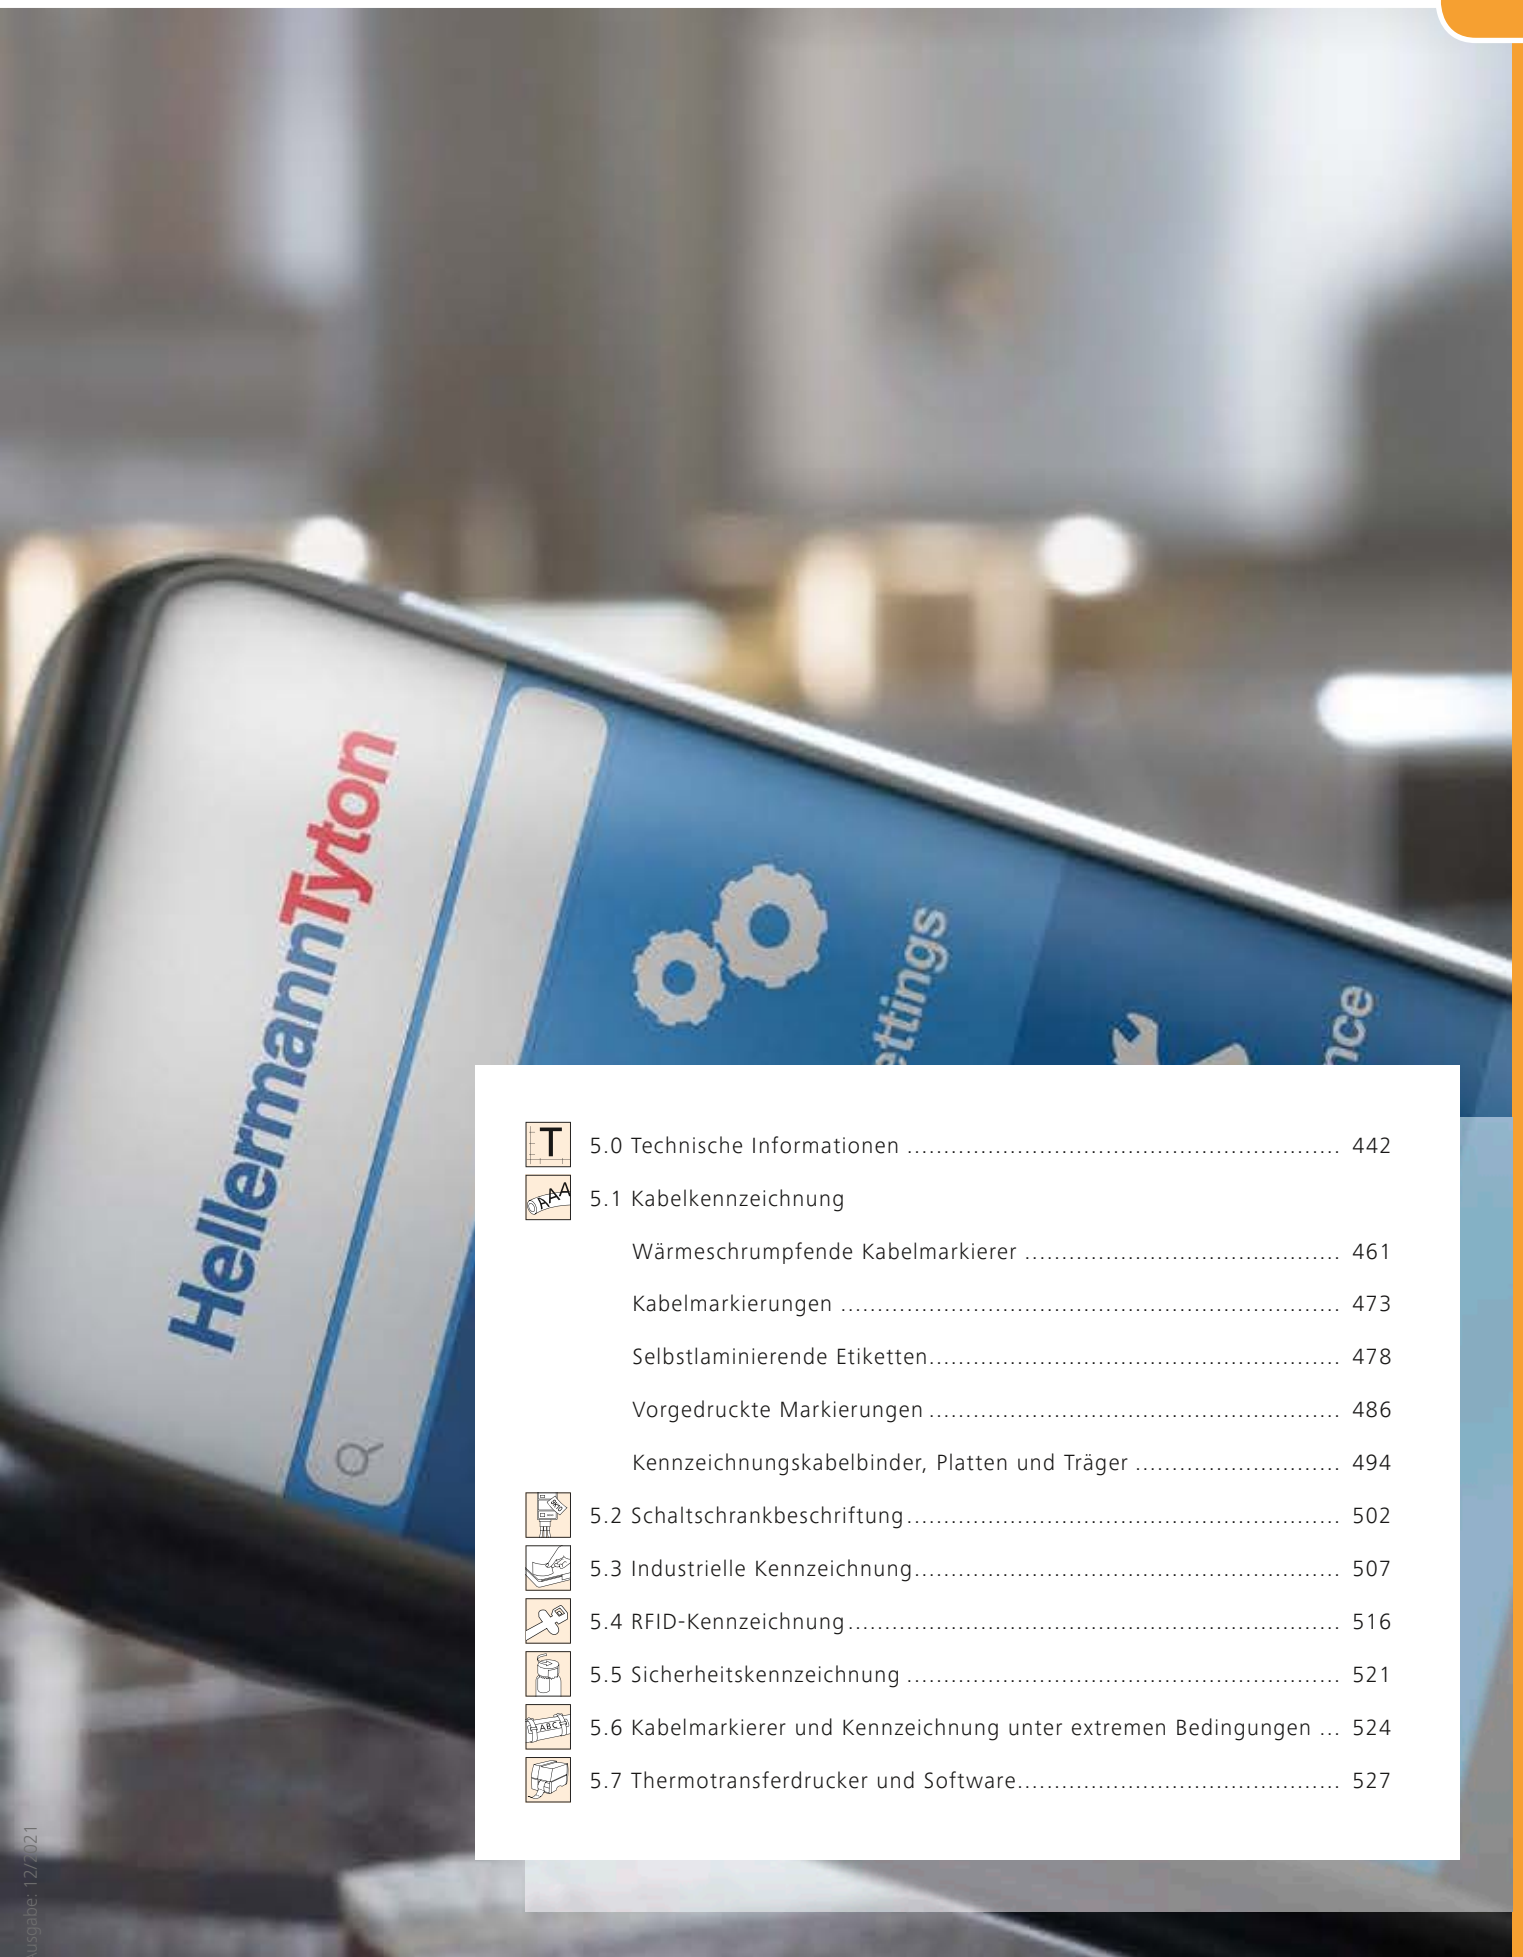 HellermannTyton
ettings
nce
T
5.0 Technische Informationen ........................................................... 442
AAA
5.1 Kabelkennzeichnung
Wärmeschrumpfende Kabelmarkierer ........................................... 461
Kabelmarkierungen .................................................................... 473
Selbstlaminierende Etiketten........................................................ 478
Vorgedruckte Markierungen ........................................................ 486
Kennzeichnungskabelbinder, Platten und Träger ............................ 494
5.2 Schaltschrankbeschriftung........................................................... 502
5.3 Industrielle Kennzeichnung.......................................................... 507
5.4 RFID-Kennzeichnung................................................................... 516
5.5 Sicherheitskennzeichnung ........................................................... 521
ABC
5.6 Kabelmarkierer und Kennzeichnung unter extremen Bedingungen ... 524
5.7 Thermotransferdrucker und Software............................................ 527
Ausgabe: 12/2021